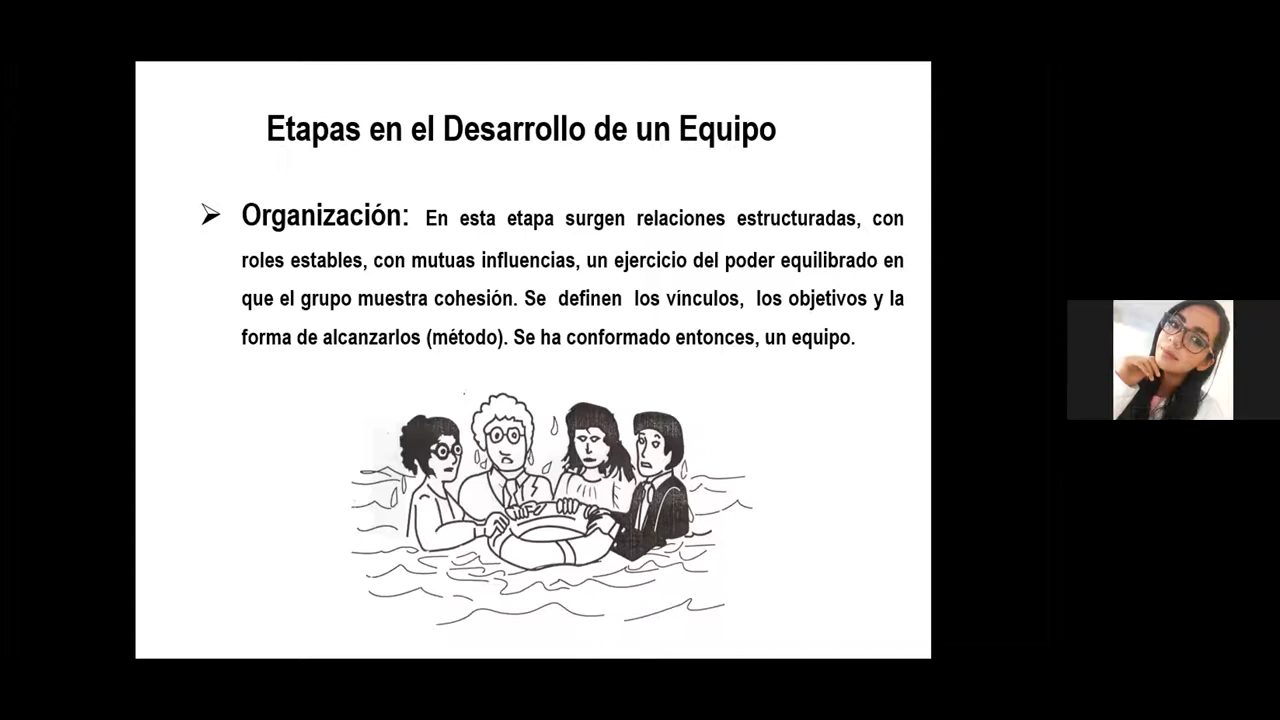 Etapas en el Desarrollo de un Equipo
Organización: En esta etapa surgen relaciones estructuradas, con
roles estables, con mutuas influencias, un ejercicio del poder equilibrado en
que el grupo muestra cohesión. Se definen los vínculos, los objetivos y la
forma de alcanzarlos (método). Se ha conformado entonces, un equipo.